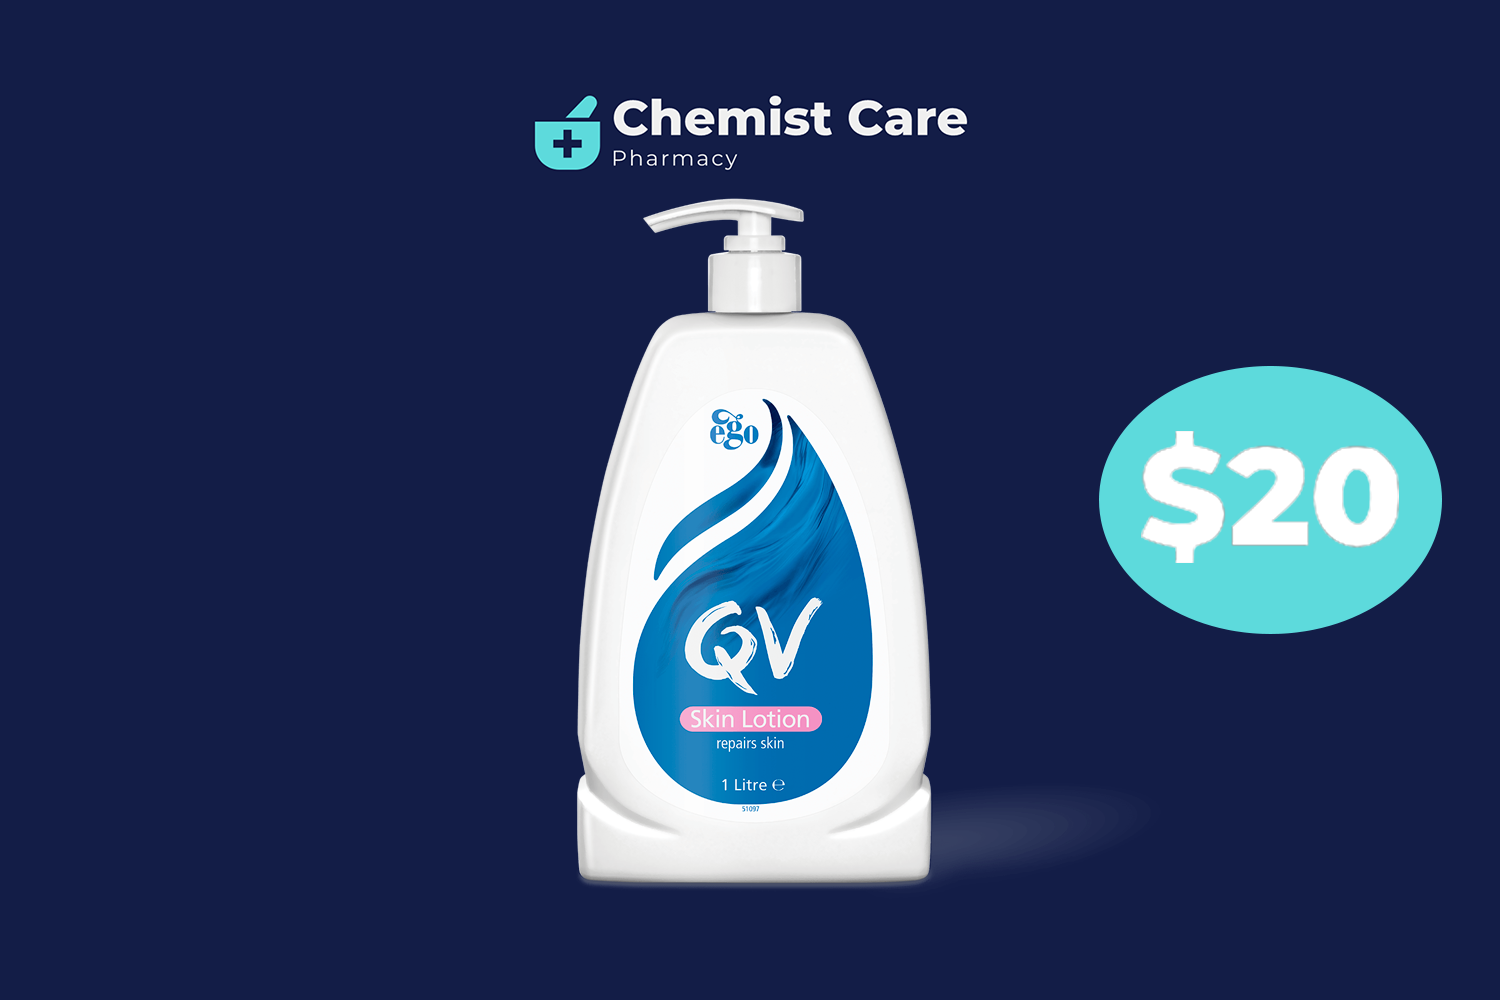 Chemist Care
Pharmacy
ego
QV
Skin Lotion
repairs skin
1 Litre ℮
51097
$20